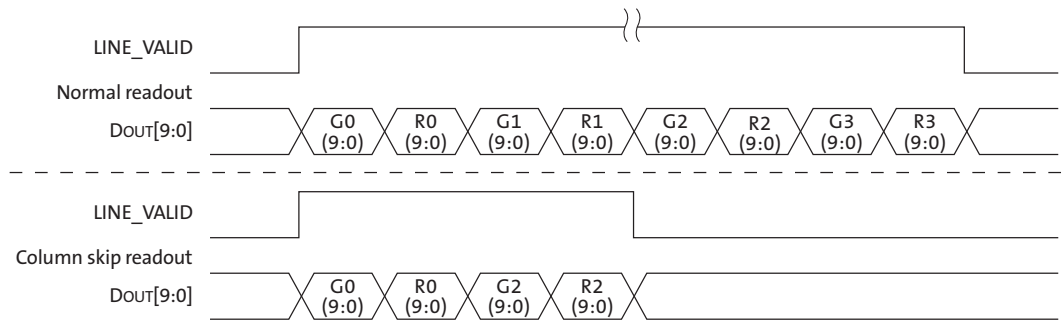 LINE_VALID
Normal readout
DOUT[9:0]
G0 (9:0)
R0 (9:0)
G1 (9:0)
R1 (9:0)
G2 (9:0)
R2 (9:0)
G3 (9:0)
R3 (9:0)
LINE_VALID
Column skip readout
DOUT[9:0]
G0 (9:0)
R0 (9:0)
G2 (9:0)
R2 (9:0)